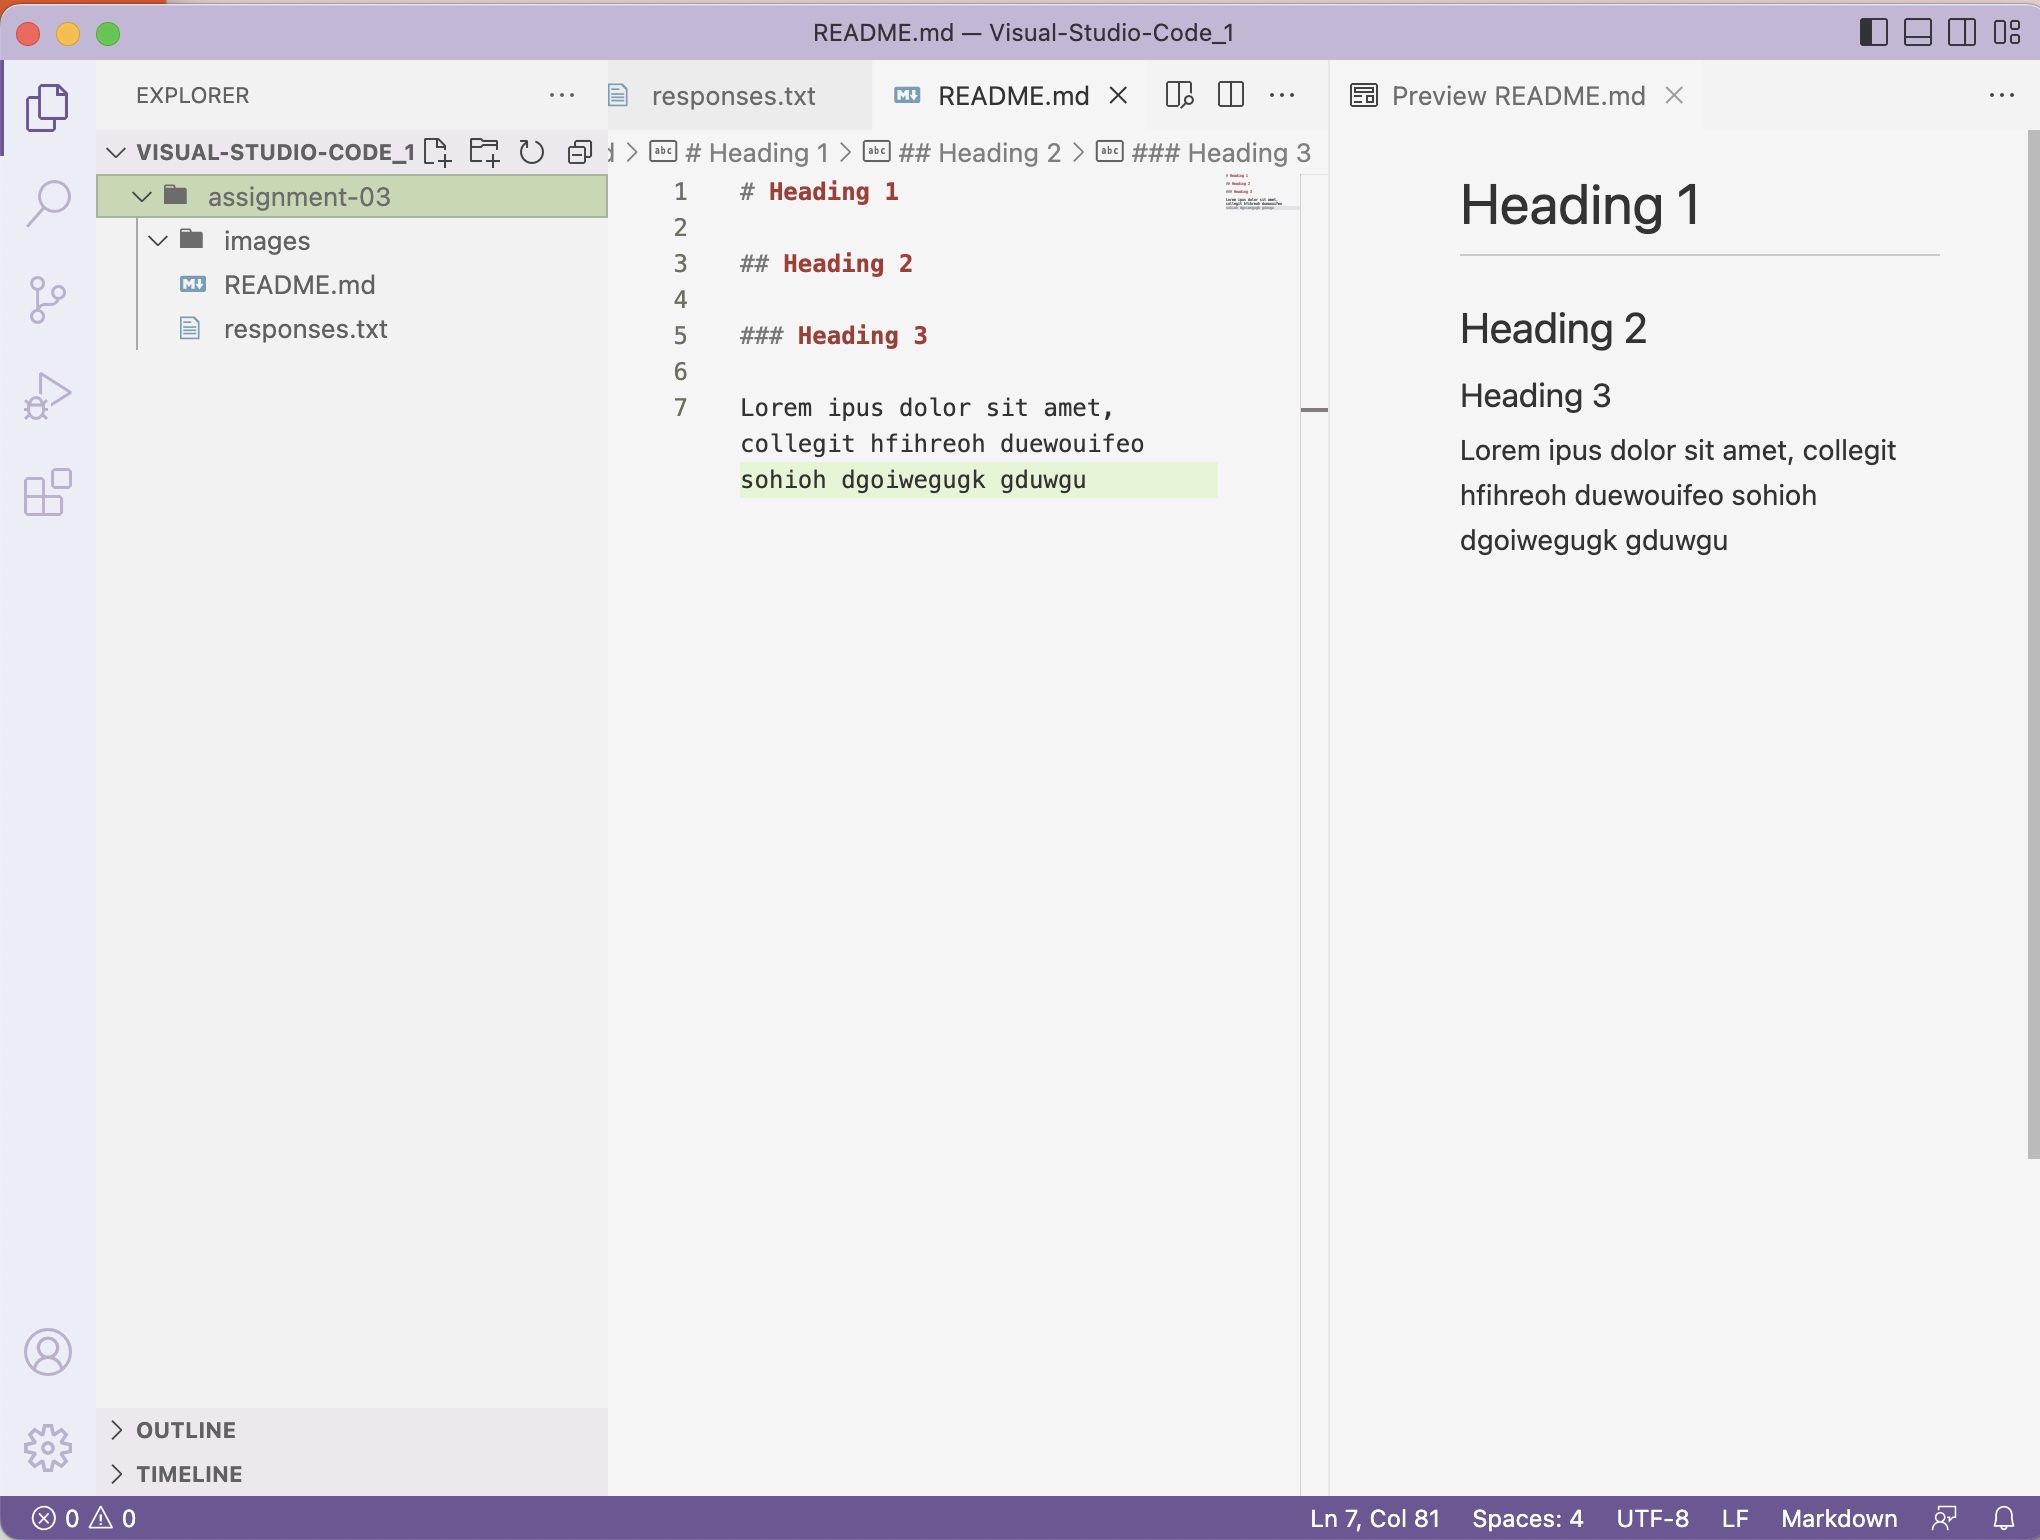 README.md — Visual-Studio-Code_1
EXPLORER
VISUAL-STUDIO-CODE_1
assignment-03
images
README.md
responses.txt
OUTLINE
TIMELINE
responses.txt
README.md
# Heading 1
## Heading 2
### Heading 3
1 # Heading 1
2
3 ## Heading 2
4
5 ### Heading 3
6
7 Lorem ipus dolor sit amet,
collegit hfihreoh duewouifeo
sohioh dgoiwegugk gduwgu
Preview README.md
Heading 1
Heading 2
Heading 3
Lorem ipus dolor sit amet, collegit
hfihreoh duewouifeo sohioh
dgoiwegugk gduwgu
0 0
Ln 7, Col 81 Spaces: 4 UTF-8 LF Markdown